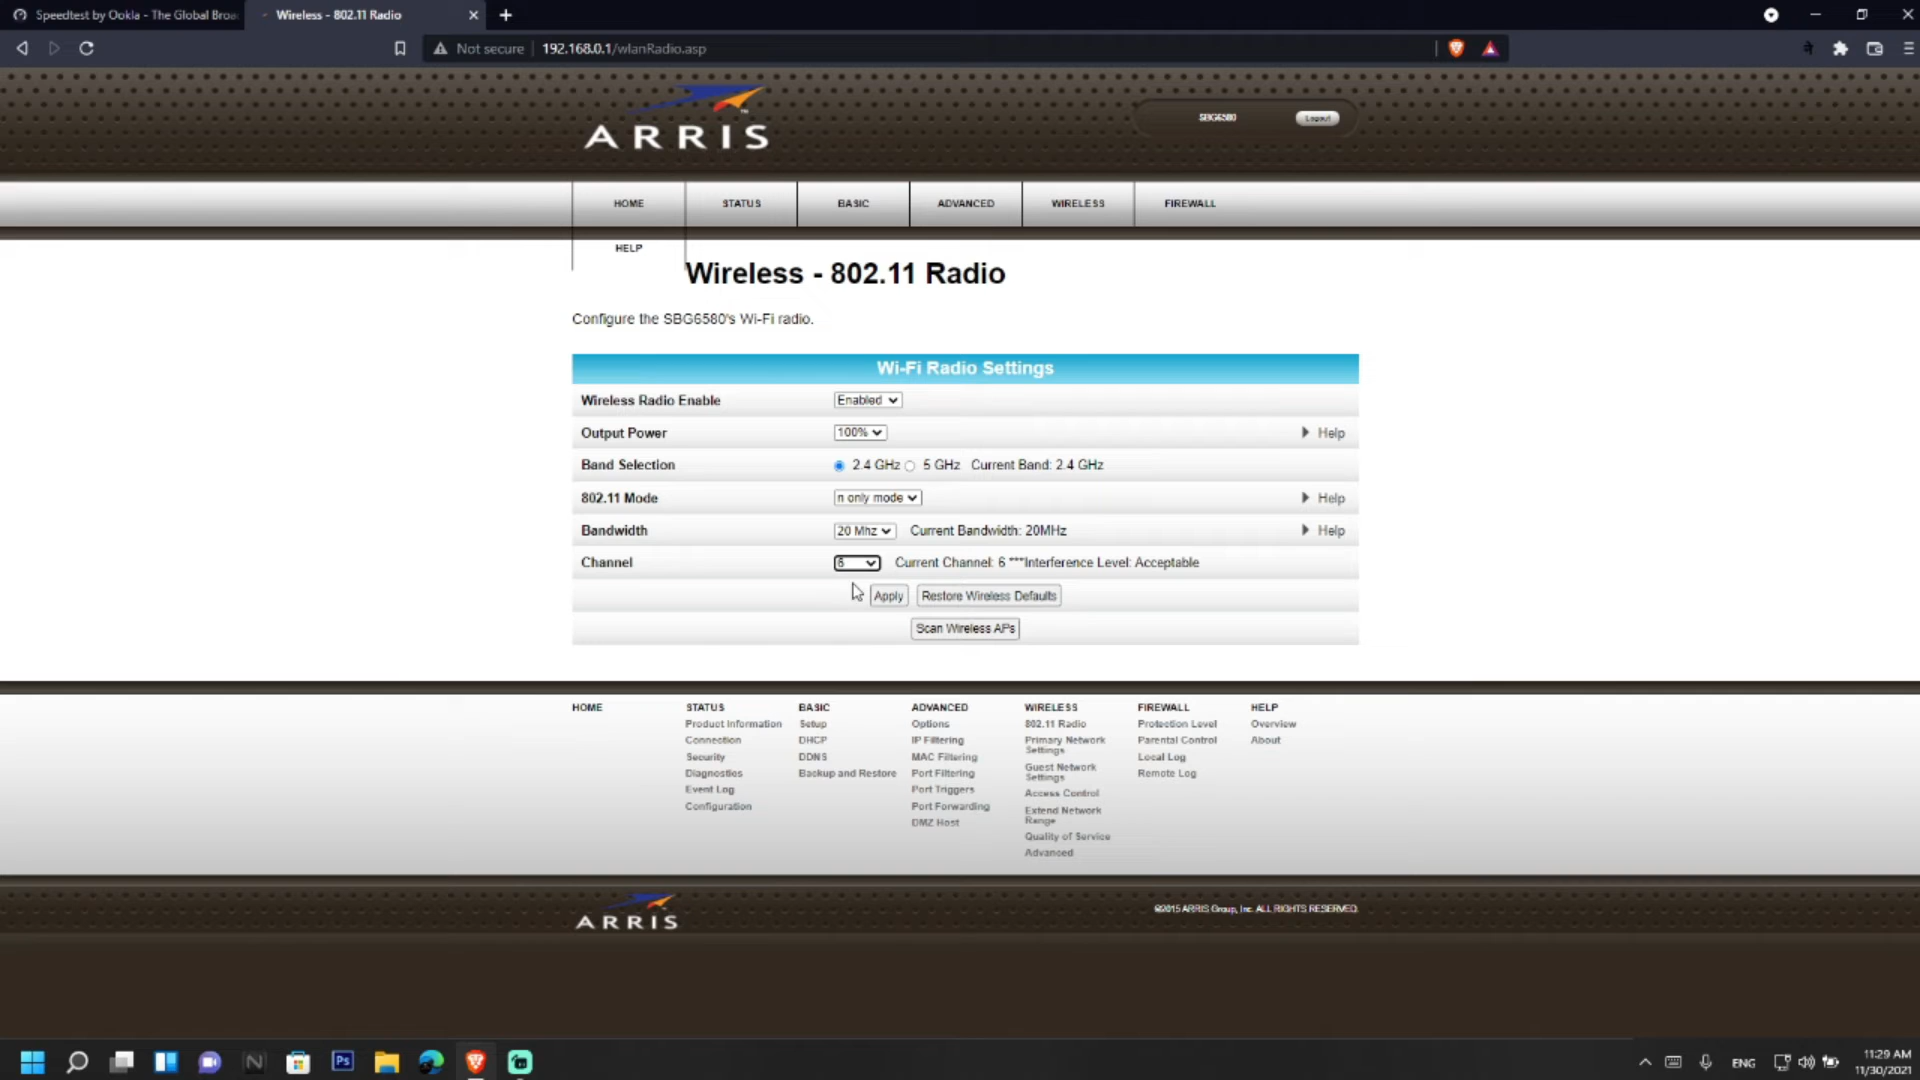 Speedtest by Ookla - The Global Broa
Wireless - 802.11 Radio
Not secure
192.168.0.1/wlanRadio.asp
ARRIS
SBG6580
Logout
HOME
STATUS
BASIC
ADVANCED
WIRELESS
FIREWALL
HELP
Wireless - 802.11 Radio
Configure the SBG6580's Wi-Fi radio.
Wi-Fi Radio Settings
Wireless Radio Enable Enabled
Output Power 100% Help
Band Selection 2.4 GHz 5 GHz Current Band: 2.4 GHz
802.11 Mode n only mode Help
Bandwidth 20 Mhz Current Bandwidth: 20MHz Help
Channel 6 Current Channel: 6 ***Interference Level: Acceptable
Apply Restore Wireless Defaults
Scan Wireless APs
HOME
STATUS
Product Information
Connection
Security
Diagnostics
Event Log
Configuration
BASIC
Setup
DHCP
DDNS
Backup and Restore
ADVANCED
Options
IP Filtering
MAC Filtering
Port Filtering
Port Triggers
Port Forwarding
DMZ Host
WIRELESS
802.11 Radio
Primary Network
Settings
Guest Network
Settings
Access Control
Extend Network
Range
Quality of Service
Advanced
FIREWALL
Protection Level
Parental Control
Local Log
Remote Log
HELP
Overview
About
ARRIS
©2015 ARRIS Group, Inc. ALL RIGHTS RESERVED.
N
Ps
ENG
11:29 AM
11/30/2021